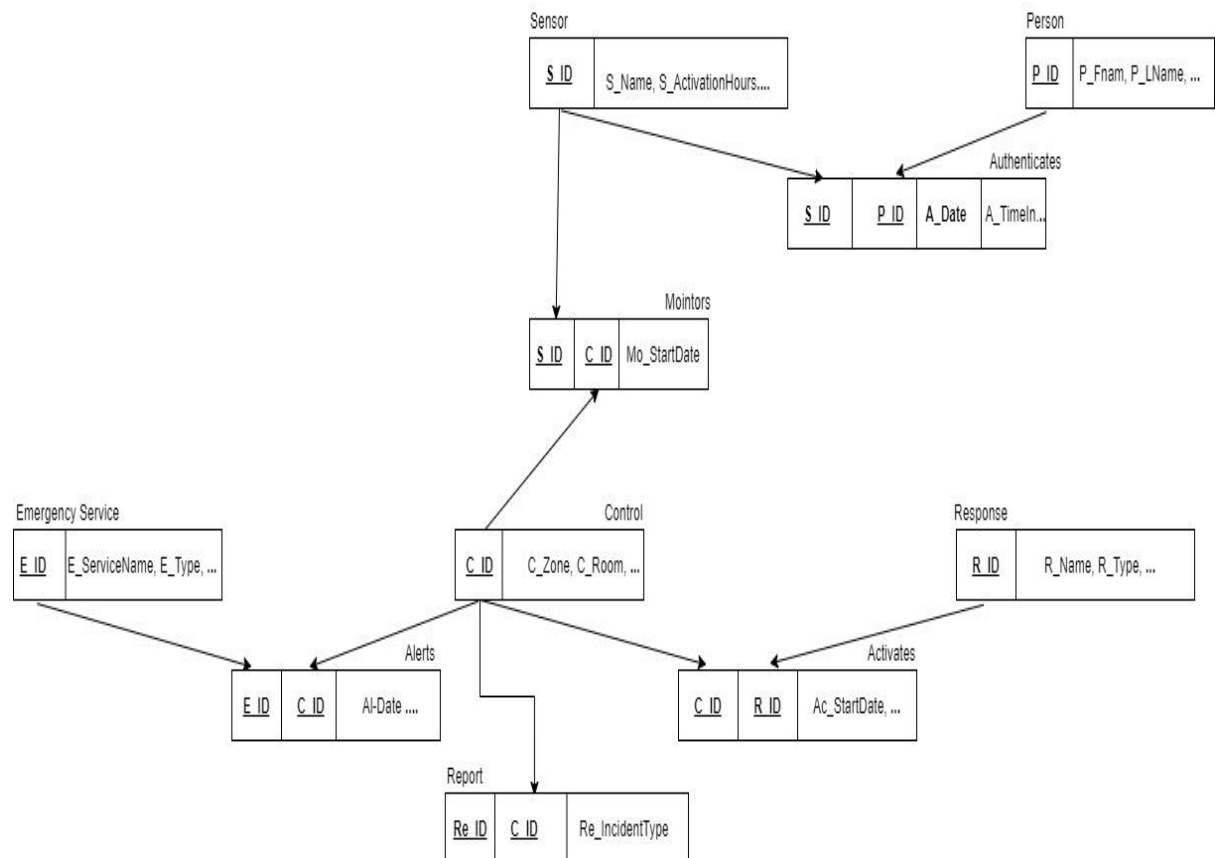 Sensor
S_ID
S_Name, S_ActivationHours....
Person
P_ID
P_Fnam, P_LName, ...
Authenticates
S_ID
P_ID
A_Date
A_TimeIn...
Mointors
S_ID
C_ID
Mo_StartDate
Emergency Service
E_ID
E_ServiceName, E_Type, ...
Control
C_ID
C_Zone, C_Room, ...
Response
R_ID
R_Name, R_Type, ...
Alerts
E_ID
C_ID
Al-Date ....
Activates
C_ID
R_ID
Ac_StartDate, ...
Report
Re_ID
C_ID
Re_IncidentType